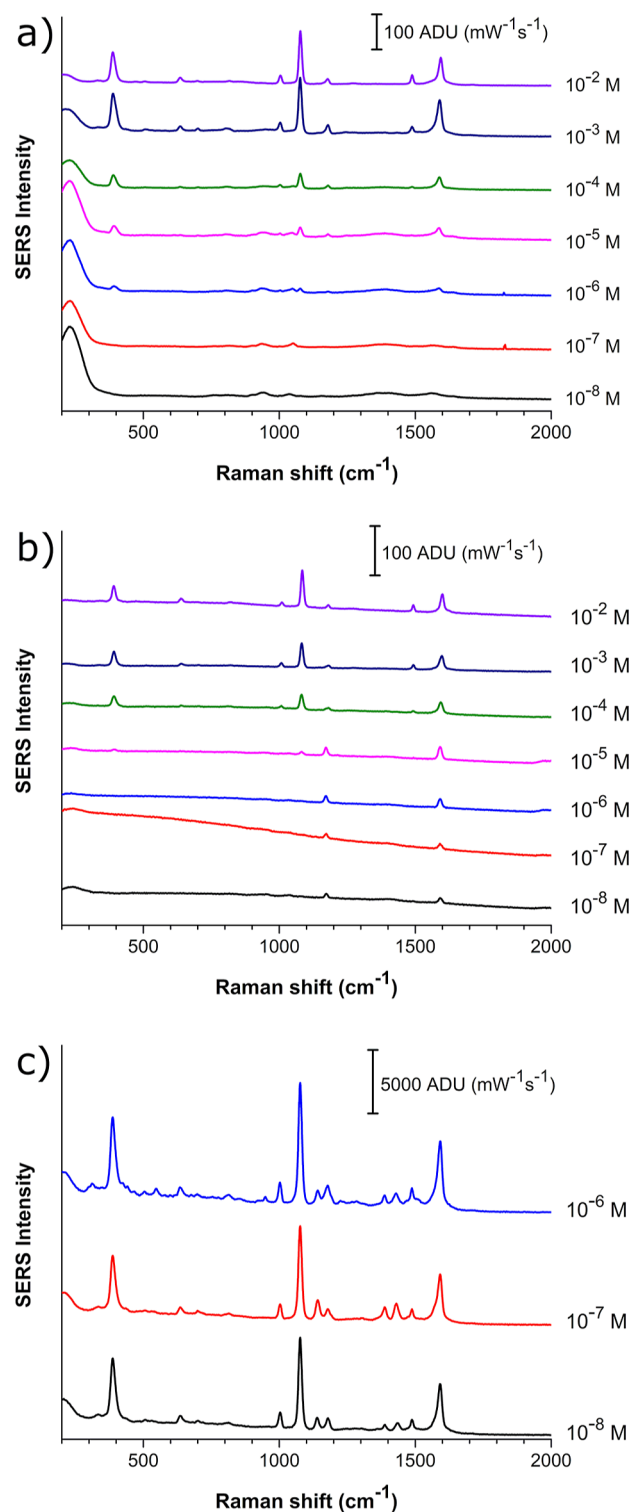 a)
100 ADU (mW⁻¹s⁻¹)
SERS Intensity
10⁻² M
10⁻³ M
10⁻⁴ M
10⁻⁵ M
10⁻⁶ M
10⁻⁷ M
10⁻⁸ M
500 1000 1500 2000
Raman shift (cm⁻¹)
b)
100 ADU (mW⁻¹s⁻¹)
SERS Intensity
10⁻² M
10⁻³ M
10⁻⁴ M
10⁻⁵ M
10⁻⁶ M
10⁻⁷ M
10⁻⁸ M
500 1000 1500 2000
Raman shift (cm⁻¹)
c)
5000 ADU (mW⁻¹s⁻¹)
SERS Intensity
10⁻⁶ M
10⁻⁷ M
10⁻⁸ M
500 1000 1500 2000
Raman shift (cm⁻¹)